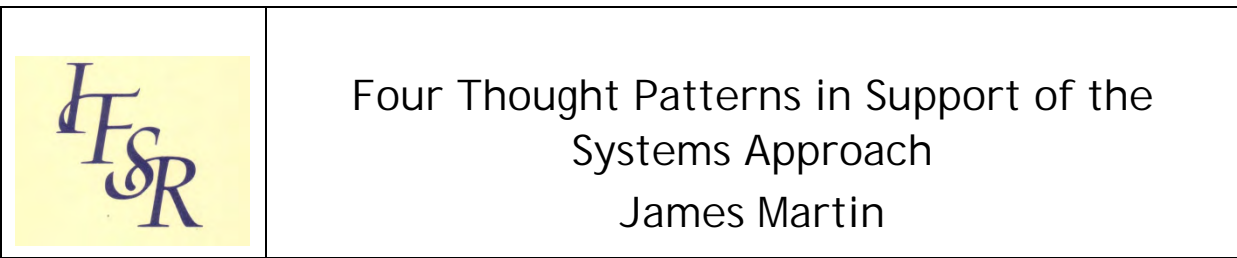 IFSR
Four Thought Patterns in Support of the
Systems Approach
James Martin